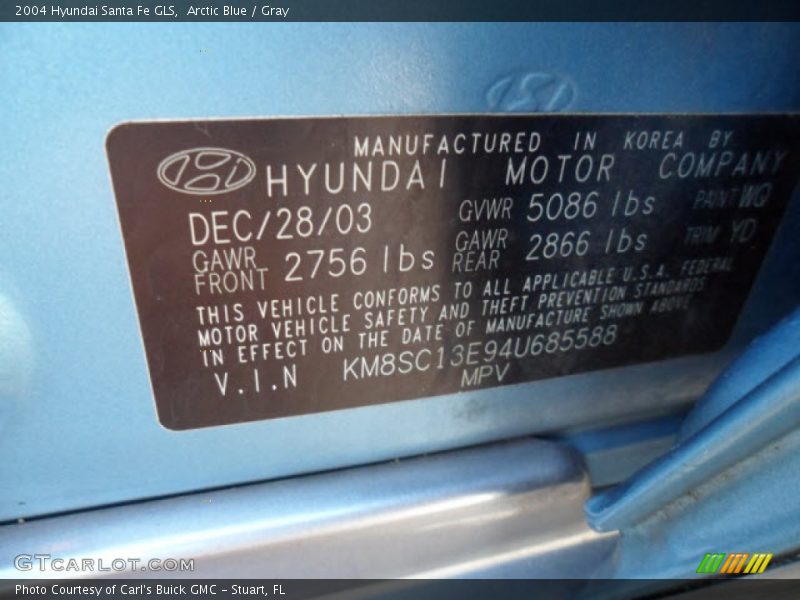 2004 Hyundai Santa Fe GLS,  Arctic Blue / Gray
MANUFACTURED IN KOREA BY
HYUNDAI MOTOR COMPANY
DEC/28/03 GVWR 5086 lbs PAINT WQ
GAWR FRONT 2756 lbs GAWR REAR 2866 lbs TRIM YD
THIS VEHICLE CONFORMS TO ALL APPLICABLE U.S.A. FEDERAL
MOTOR VEHICLE SAFETY AND THEFT PREVENTION STANDARDS
IN EFFECT ON THE DATE OF MANUFACTURE SHOWN ABOVE
V.I.N KM8SC13E94U685588
MPV
GTCARLOT.COM
Photo Courtesy of Carl's Buick GMC - Stuart, FL